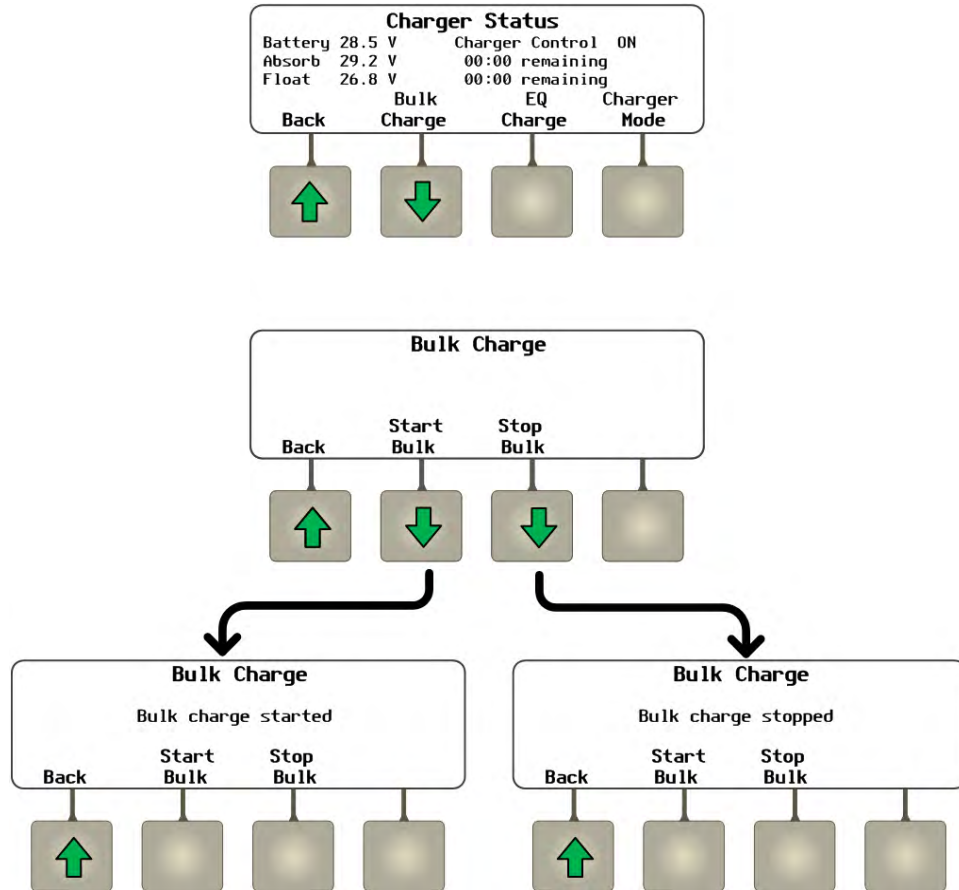 Charger Status
Battery 28.5 V Charger Control ON
Absorb 29.2 V 00:00 remaining
Float 26.8 V 00:00 remaining
Bulk EQ Charger
Back Charge Charge Mode
Bulk Charge
Start Stop
Back Bulk Bulk
Bulk Charge
Bulk charge started
Start Stop
Back Bulk Bulk
Bulk Charge
Bulk charge stopped
Start Stop
Back Bulk Bulk